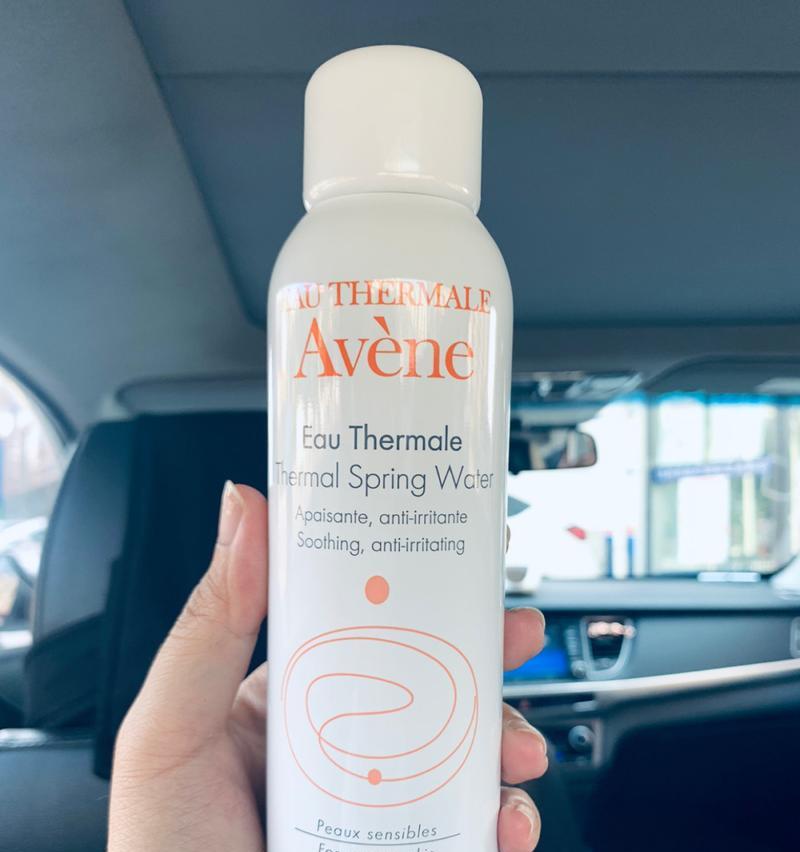 EAU THERMALE
Avène
Eau Thermale
Thermal Spring Water
Apaisante, anti-irritante
Soothing, anti-irritating
Peaux sensibles